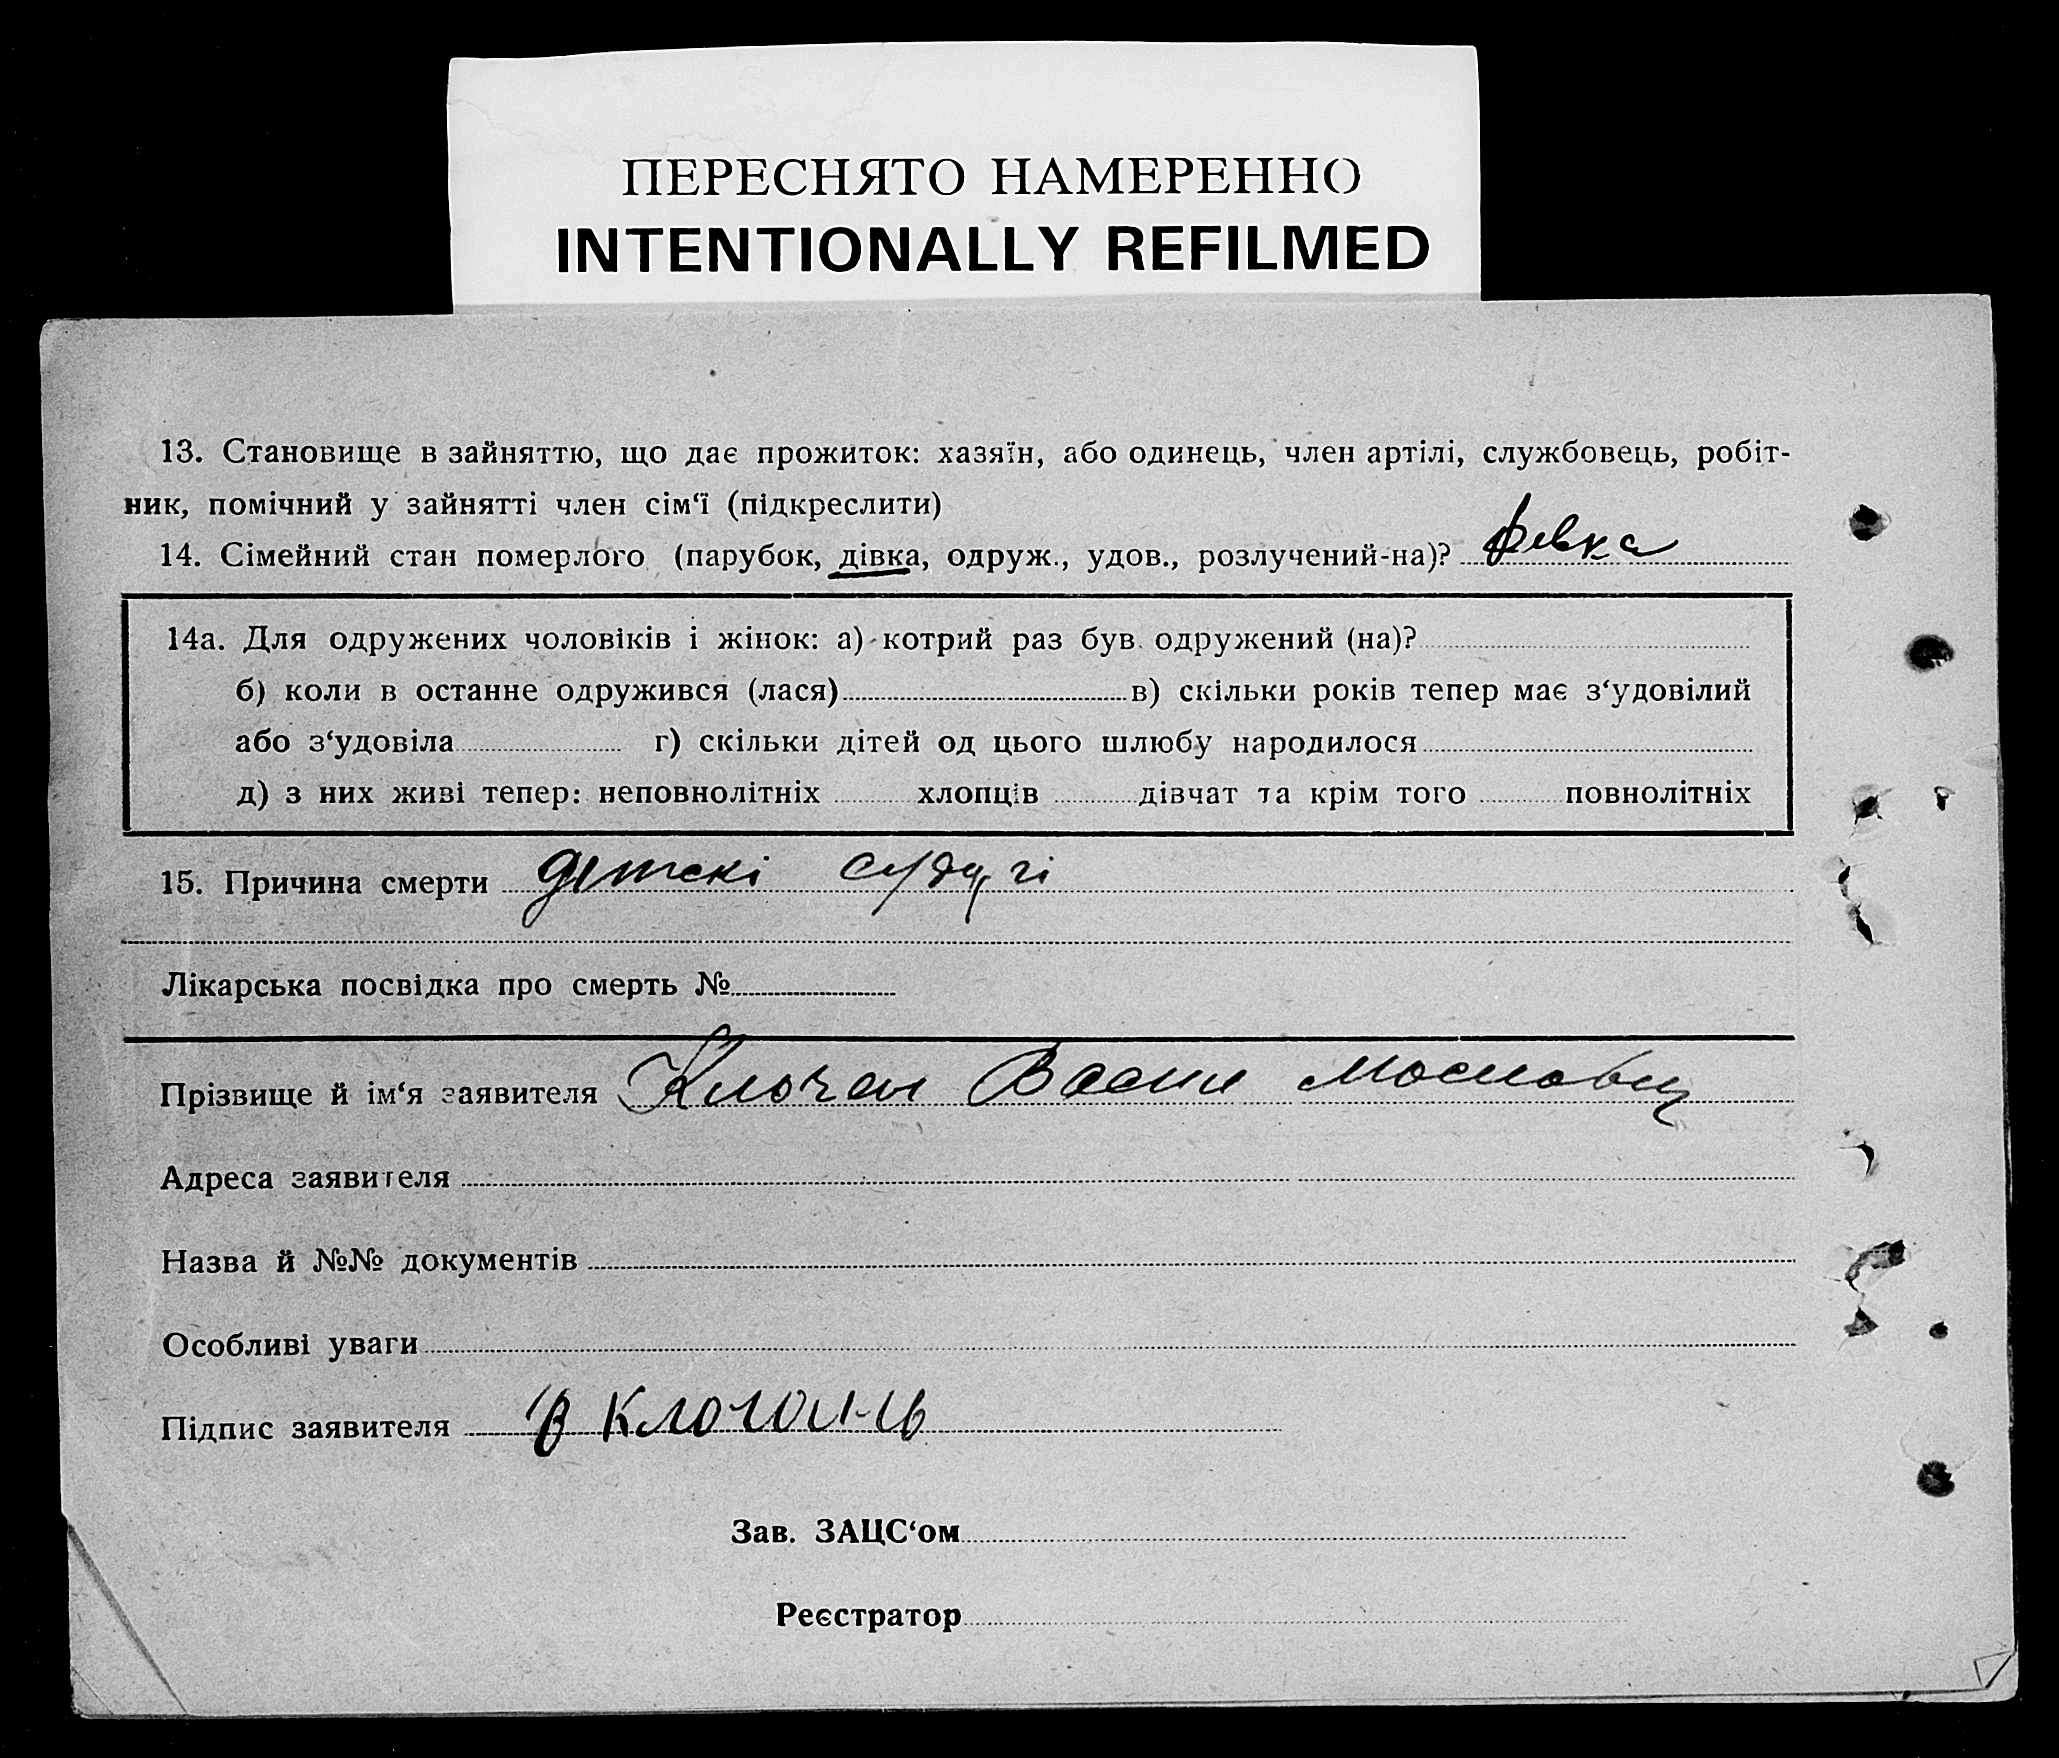 ПЕРЕСНЯТО НАМЕРЕННО
INTENTIONALLY REFILMED
13. Становище в зайняттю, що дає прожиток: хазяїн, або одинець, член артілі, службовець, робіт-
ник, помічний у зайнятті член сім‘ї (підкреслити)
14. Сімейний стан померлого (парубок, дівка, одруж., удов., розлучений-на)? Девка
14а. Для одружених чоловіків і жінок: а) котрий раз був одружений (на)?
б) коли в останне одружився (лася) в) скільки років тепер має з‘удовілий
або з‘удовіла г) скільки дітей од цього шлюбу народилося
д) з них живі тепер: неповнолітніх хлопців дівчат та крім того повнолітніх
15. Причина смерти детскі
Лікарська посвідка про смерть №
Прізвище й ім‘я заявителя
Адреса заявителя
Назва й №№ документів
Особливі уваги
Підпис заявителя В
Зав. ЗАЦС‘ом
Реєстратор